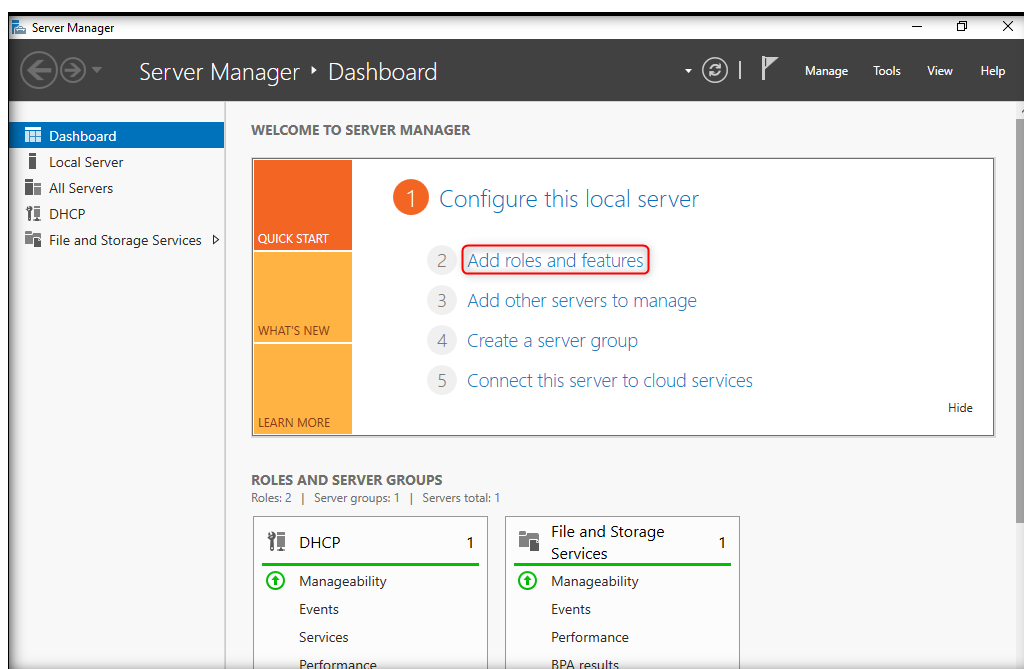 Server Manager
Server Manager ‣ Dashboard
Manage Tools View Help
Dashboard
Local Server
All Servers
DHCP
File and Storage Services
WELCOME TO SERVER MANAGER
QUICK START
WHAT'S NEW
LEARN MORE
1 Configure this local server
2 Add roles and features
3 Add other servers to manage
4 Create a server group
5 Connect this server to cloud services
Hide
ROLES AND SERVER GROUPS
Roles: 2 | Server groups: 1 | Servers total: 1
DHCP 1
Manageability
Events
Services
Performance
File and Storage
Services 1
Manageability
Events
Performance
BPA results